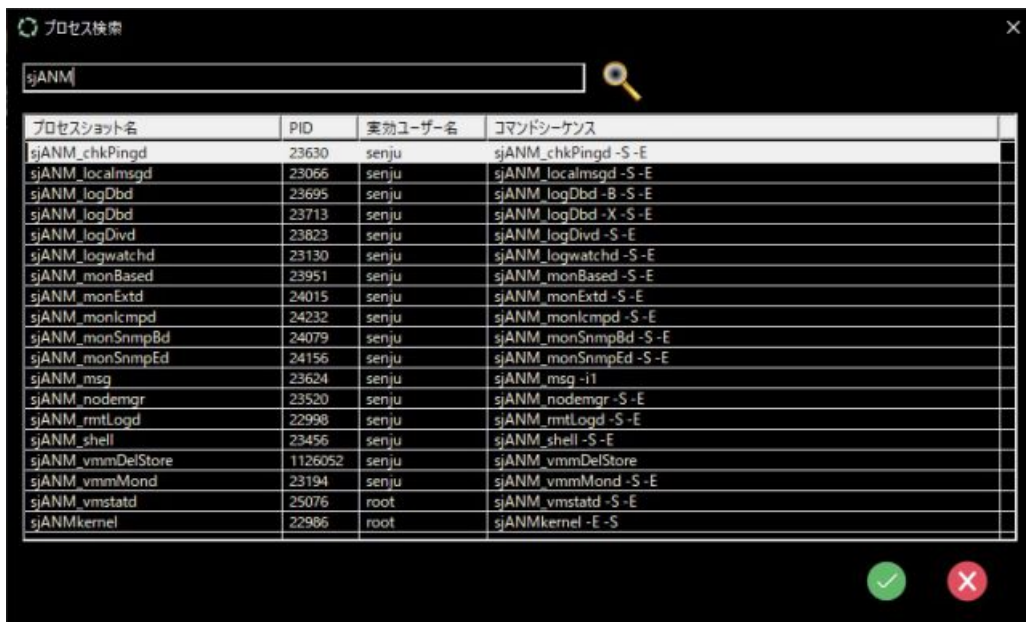 プロセス検索
sjANM
プロセスショット名 PID 実効ユーザー名 コマンドシーケンス
sjANM_chkPingd 23630 senju sjANM_chkPingd -S -E
sjANM_localmsgd 23066 senju sjANM_localmsgd -S -E
sjANM_logDbd 23695 senju sjANM_logDbd -B -S -E
sjANM_logDbd 23713 senju sjANM_logDbd -X -S -E
sjANM_logDivd 23823 senju sjANM_logDivd -S -E
sjANM_logwatchd 23130 senju sjANM_logwatchd -S -E
sjANM_monBased 23951 senju sjANM_monBased -S -E
sjANM_monExtd 24015 senju sjANM_monExtd -S -E
sjANM_monIcmpd 24232 senju sjANM_monIcmpd -S -E
sjANM_monSnmpBd 24079 senju sjANM_monSnmpBd -S -E
sjANM_monSnmpEd 24156 senju sjANM_monSnmpEd -S -E
sjANM_msg 23624 senju sjANM_msg -i1
sjANM_nodemgr 23520 senju sjANM_nodemgr -S -E
sjANM_rmtLogd 22998 senju sjANM_rmtLogd -S -E
sjANM_shell 23456 senju sjANM_shell -S -E
sjANM_vmmDelStore 1126052 senju sjANM_vmmDelStore
sjANM_vmmMond 23194 senju sjANM_vmmMond -S -E
sjANM_vmstatd 25076 root sjANM_vmstatd -S -E
sjANMkernel 22986 root sjANMkernel -E -S